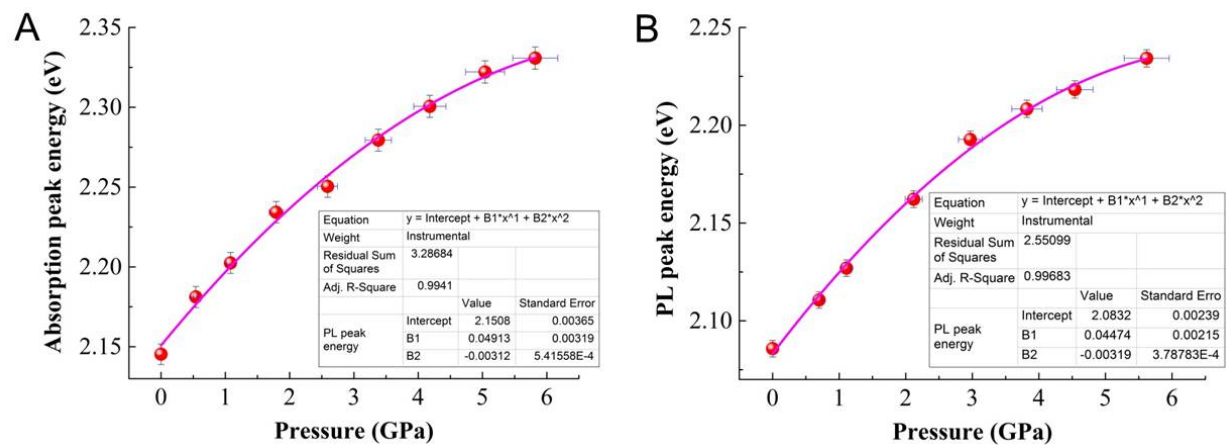 A
Absorption peak energy (eV)
2.35
2.30
2.25
2.20
2.15
0 1 2 3 4 5 6
Pressure (GPa)
Equation y = Intercept + B1*x^1 + B2*x^2
Weight Instrumental
Residual Sum of Squares 3.28684
Adj. R-Square 0.9941
Value Standard Error
PL peak energy
Intercept 2.1508 0.00365
B1 0.04913 0.00319
B2 -0.00312 5.41558E-4
B
PL peak energy (eV)
2.25
2.20
2.15
2.10
0 1 2 3 4 5 6
Pressure (GPa)
Equation y = Intercept + B1*x^1 + B2*x^2
Weight Instrumental
Residual Sum of Squares 2.55099
Adj. R-Square 0.99683
Value Standard Erro
PL peak energy
Intercept 2.0832 0.00239
B1 0.04474 0.00215
B2 -0.00319 3.78783E-4